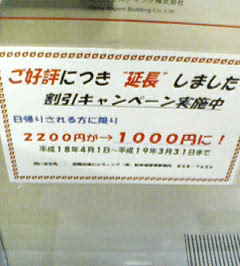 ご好評につき "延長" しました
割引キャンペーン実施中
日帰りされる方に限り
2200円が→1000円に！
平成18年4月1日～平成19年3月31日まで